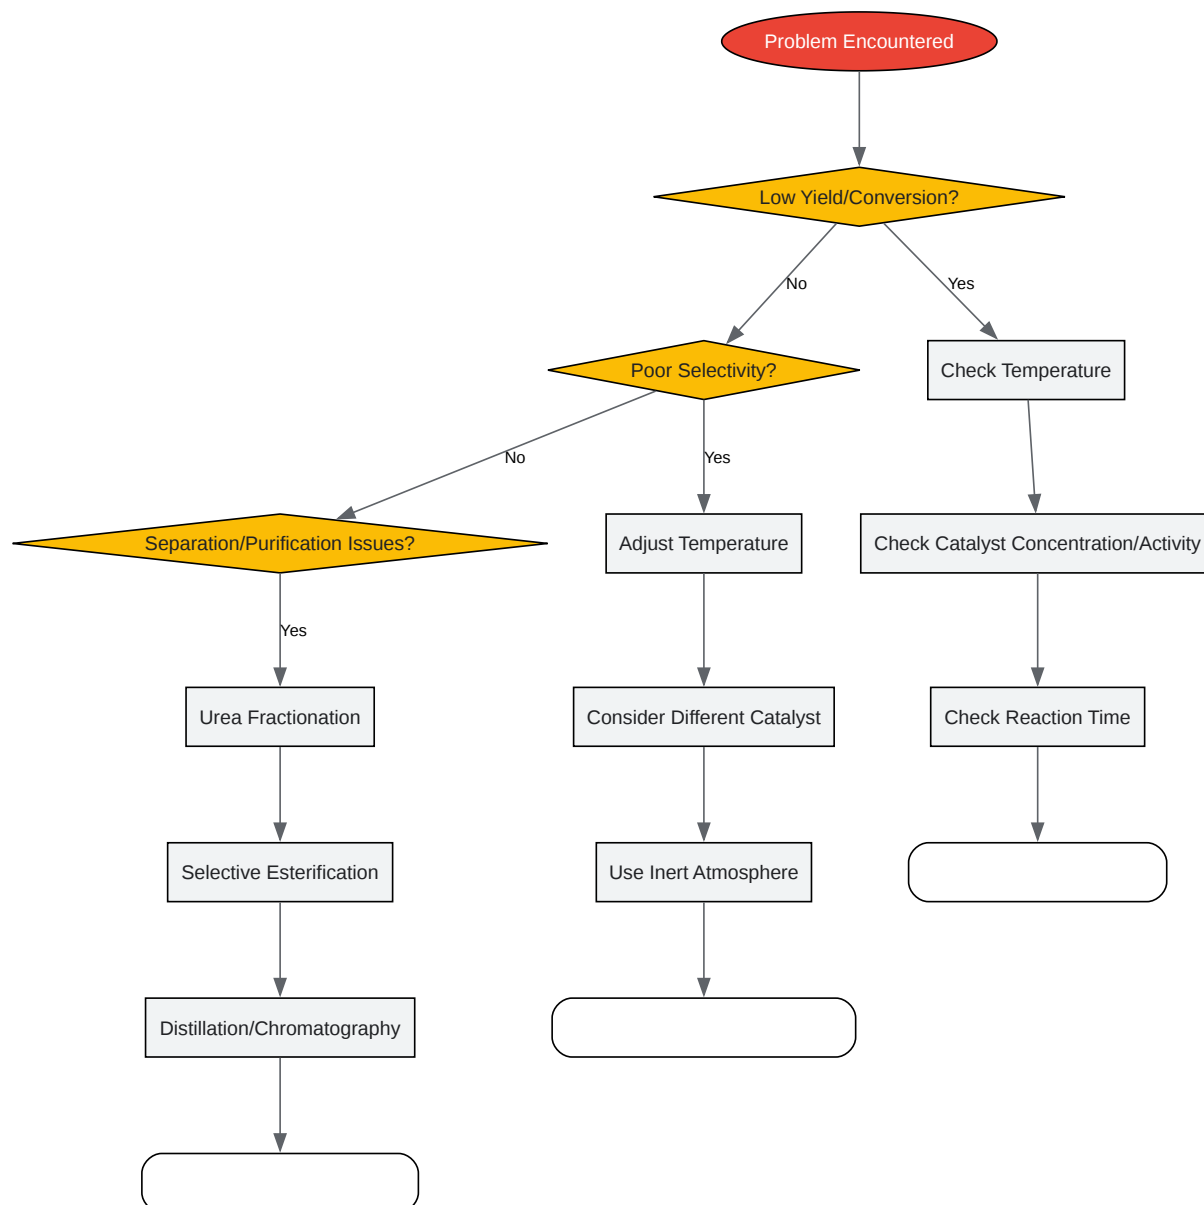 Problem Encountered
Low Yield/Conversion?
No
Yes
Poor Selectivity?
Check Temperature
No
Yes
Separation/Purification Issues?
Adjust Temperature
Check Catalyst Concentration/Activity
Yes
Urea Fractionation
Consider Different Catalyst
Check Reaction Time
Selective Esterification
Use Inert Atmosphere
Distillation/Chromatography